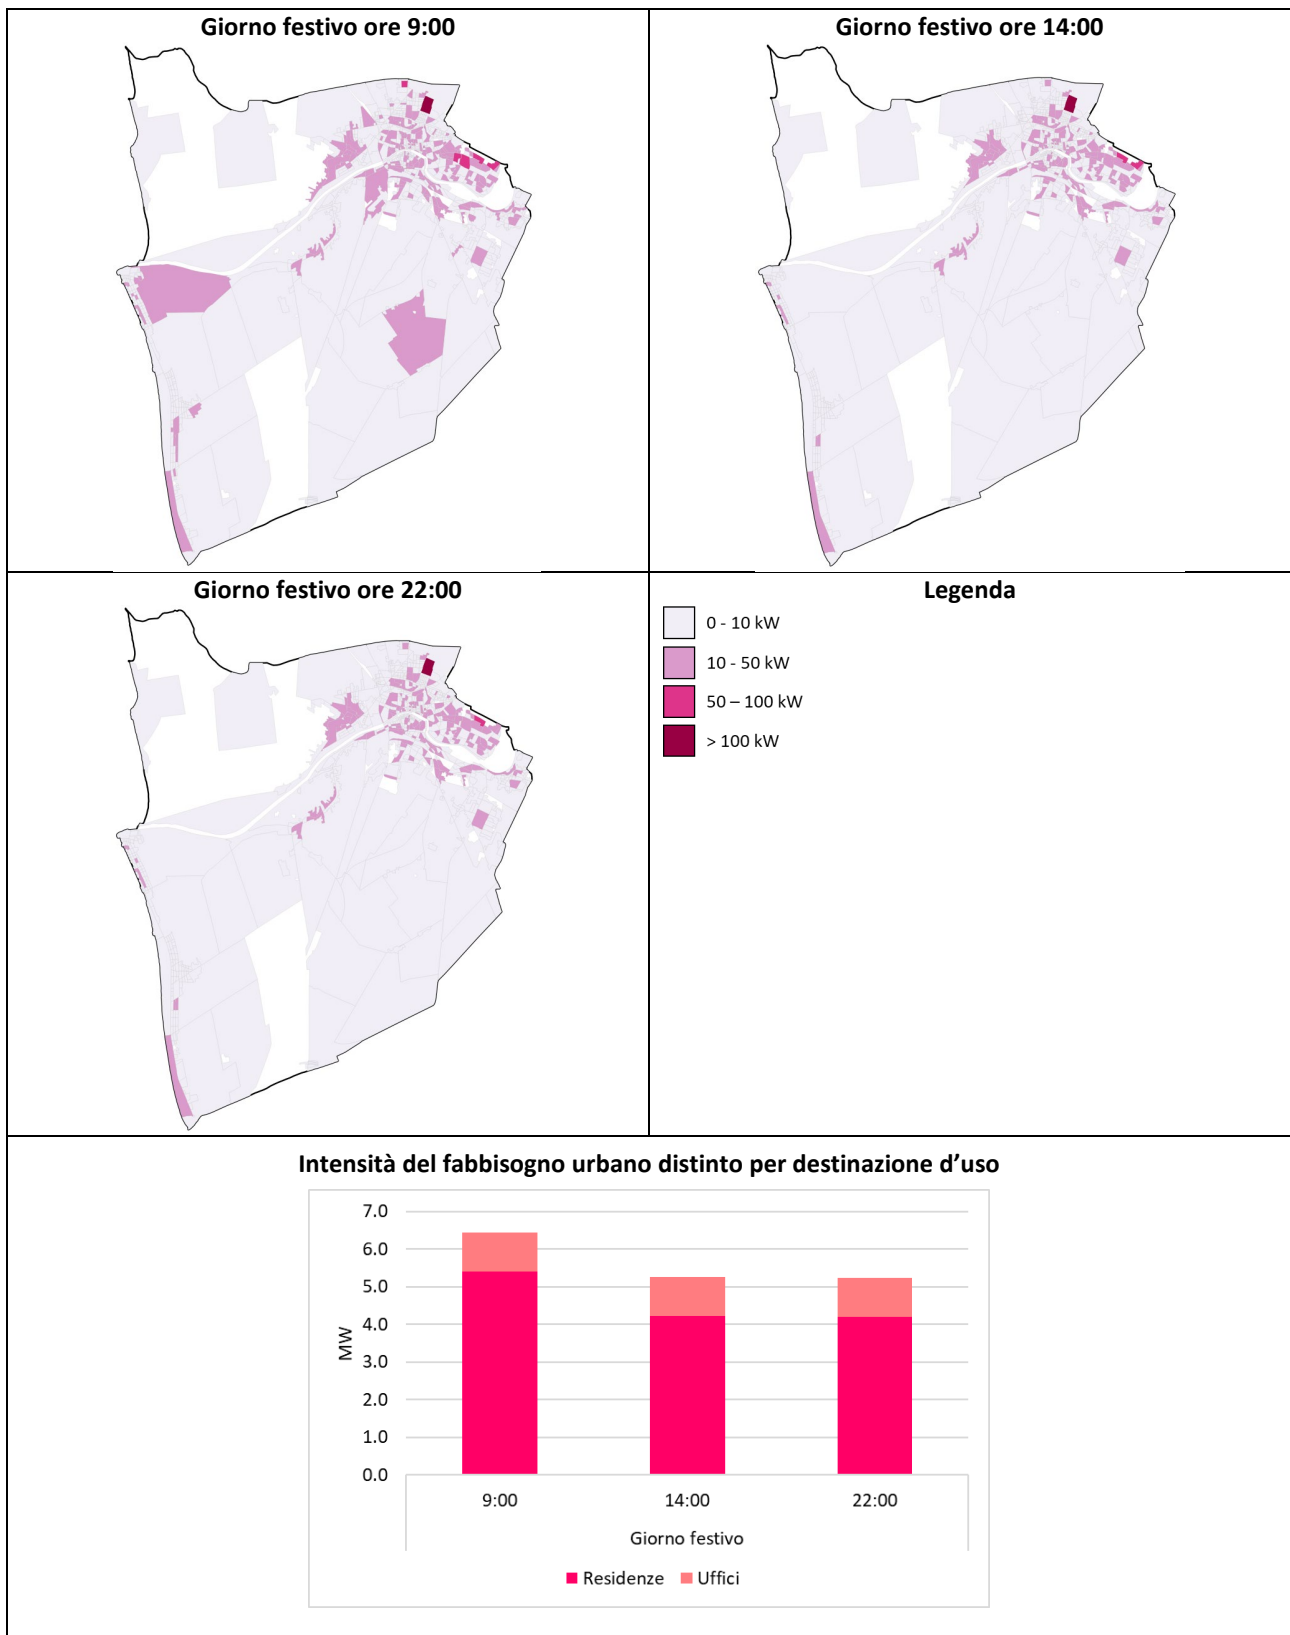 Giorno festivo ore 9:00
Giorno festivo ore 14:00
Giorno festivo ore 22:00
Legenda
0 - 10 kW
10 - 50 kW
50 – 100 kW
> 100 kW
Intensità del fabbisogno urbano distinto per destinazione d’uso
7.0
6.0
5.0
4.0
3.0
2.0
1.0
0.0
MW
9:00
14:00
22:00
Giorno festivo
Residenze
Uffici